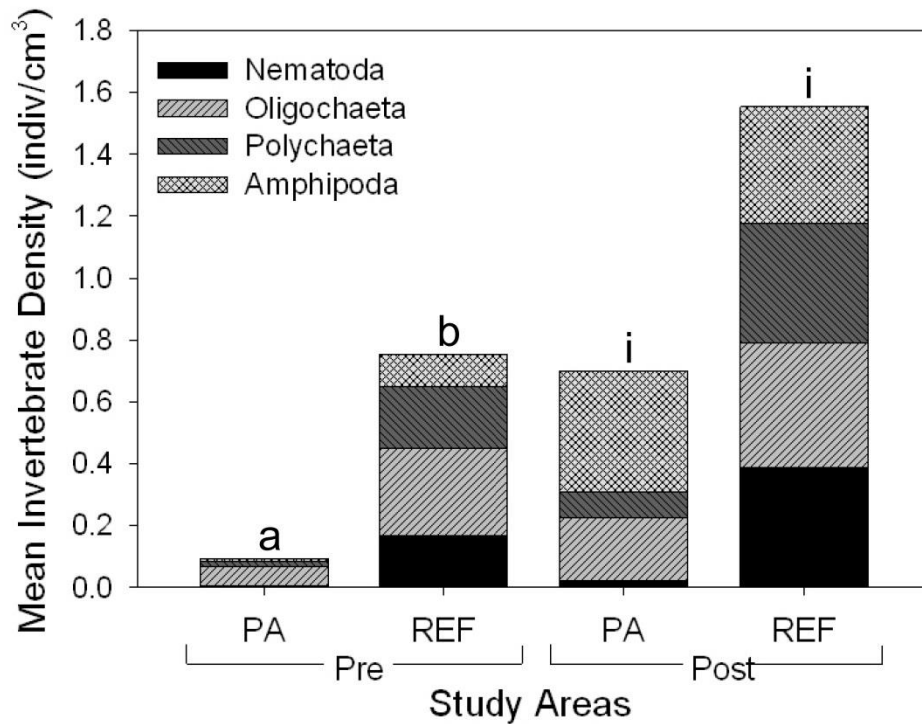 Mean Invertebrate Density (indiv/cm³)
1.8
1.6
1.4
1.2
1.0
0.8
0.6
0.4
0.2
0.0
Nematoda
Oligochaeta
Polychaeta
Amphipoda
a
b
i
i
PA REF PA REF
Pre Post
Study Areas